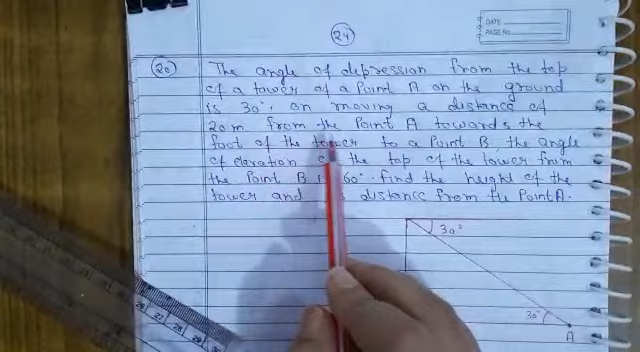 24
DATE
PAGE No.
20 The angle of depression from the top
of a tower of a Point A on the ground
is 30°. on moving a distance of
20m from the Point A towards the
foot of the tower to a Point B, the angle
of elevation of the top of the tower from
the Point B 60°. find the height of the
tower and distance from the Point A.
30°
30°
A